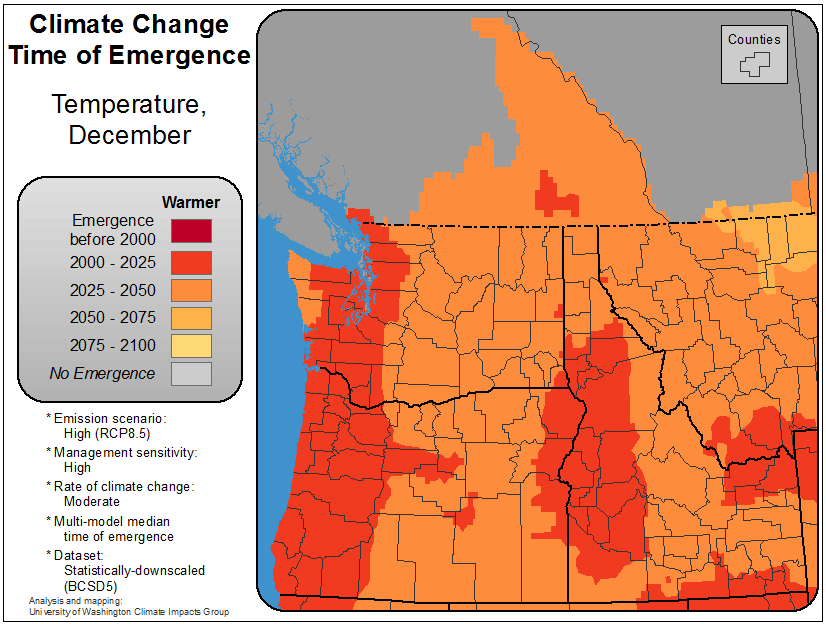 Climate Change
Time of Emergence
Temperature,
December
Warmer
Emergence
before 2000
2000 - 2025
2025 - 2050
2050 - 2075
2075 - 2100
No Emergence
* Emission scenario:
High (RCP8.5)
* Management sensitivity:
High
* Rate of climate change:
Moderate
* Multi-model median
time of emergence
* Dataset:
Statistically-downscaled
(BCSD5)
Analysis and mapping:
University of Washington Climate Impacts Group
Counties